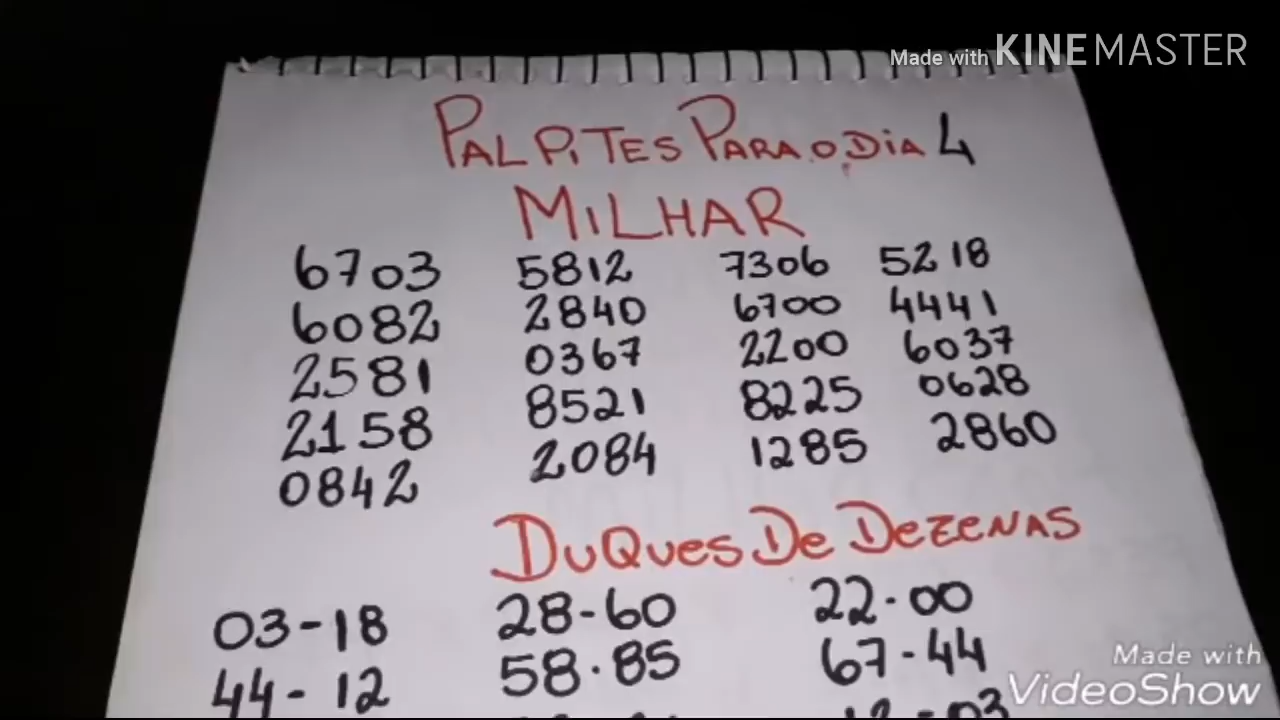 Made with KINEMASTER
PALPiTES PARA O DiA 4
MiLHAR
6703 5812 7306 5218
6082 2840 6700 4441
2581 0367 2200 6037
2158 8521 8225 0628
0842 2084 1285 2860
DuQues De DeZeNAS
03-18 28-60 22.00
44-12 58.85 67-44
12-03
Made with
VideoShow